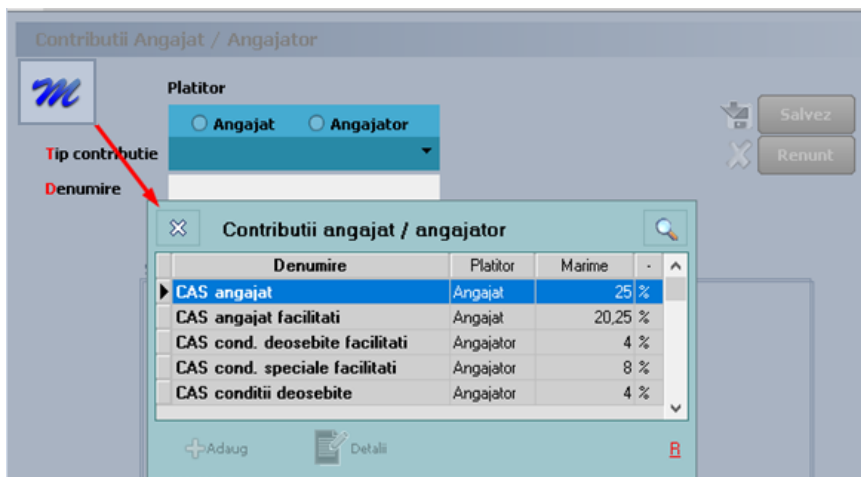 Contributii Angajat / Angajator
M
Platitor
Angajat Angajator
Salvez
Tip contributie
Renunt
Denumire
Contributii angajat / angajator
Denumire Platitor Marime -
CAS angajat Angajat 25 %
CAS angajat facilitati Angajat 20,25 %
CAS cond. deosebite facilitati Angajator 4 %
CAS cond. speciale facilitati Angajator 8 %
CAS conditii deosebite Angajator 4 %
Adaug Detalii R